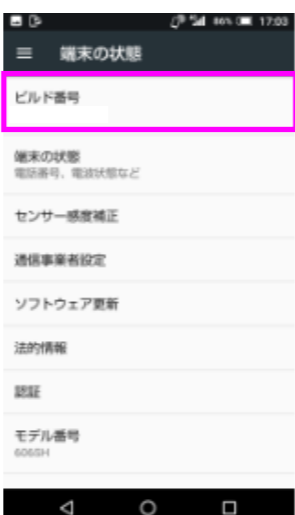 86% 17:03
端末の状態
ビルド番号
端末の状態
電話番号、電波状態など
センサー感度補正
通信事業者設定
ソフトウェア更新
法的情報
認証
モデル番号
606SH